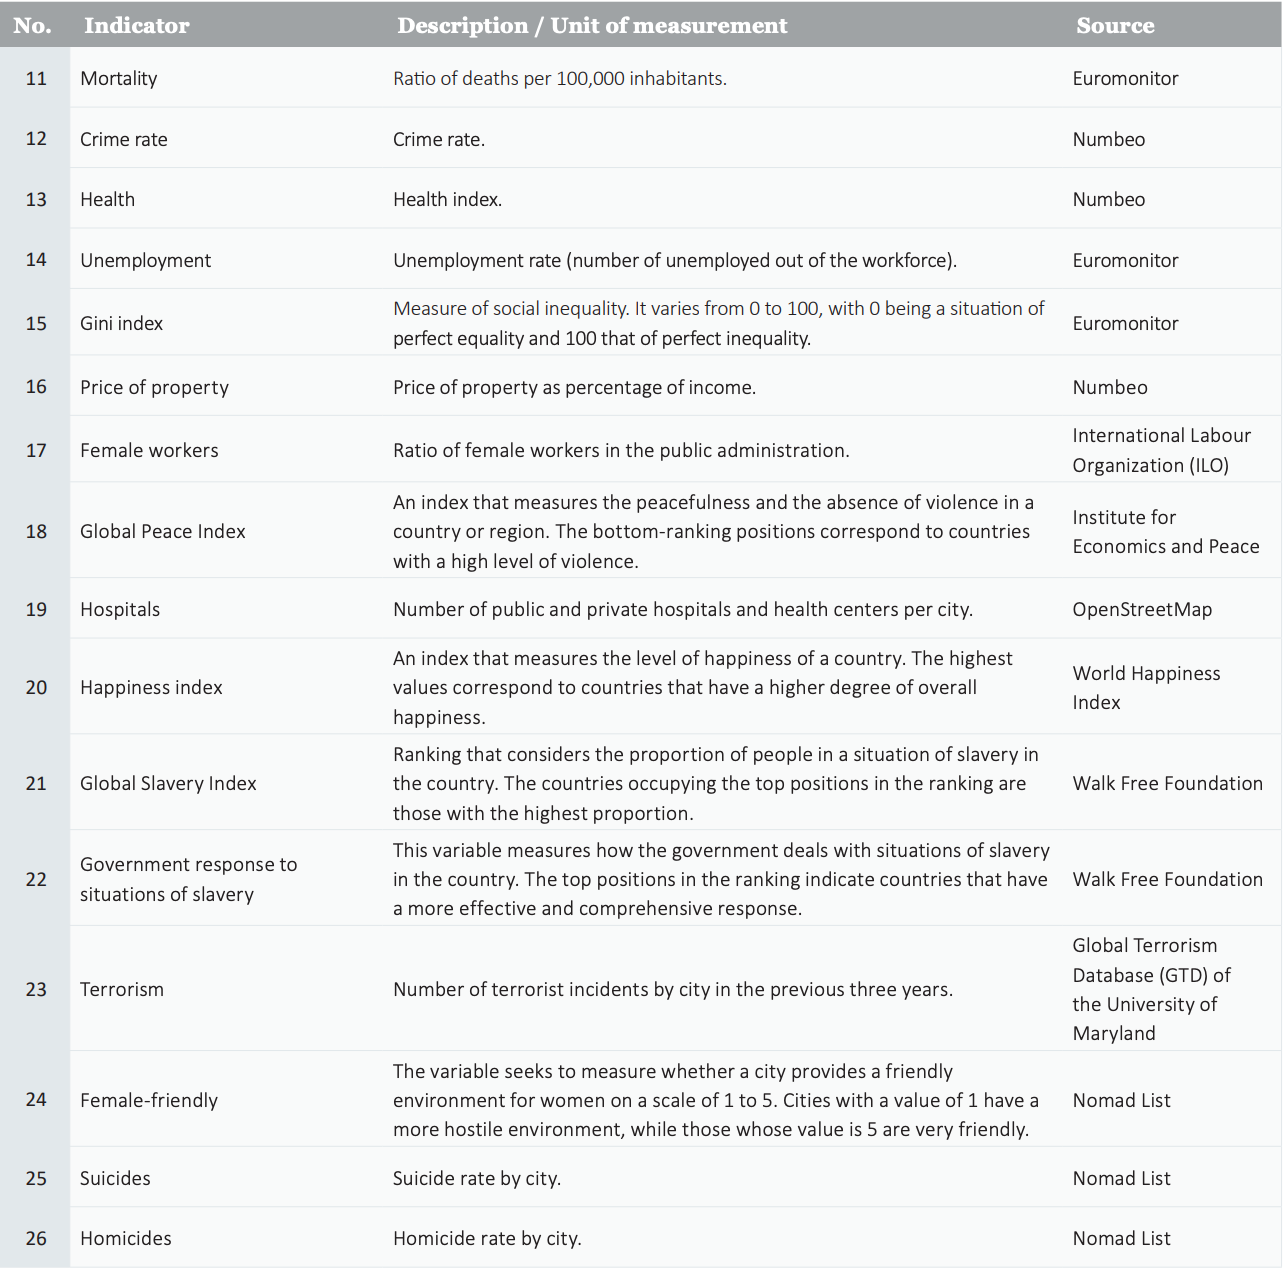 No. Indicator Description / Unit of measurement Source
11 Mortality Ratio of deaths per 100,000 inhabitants. Euromonitor
12 Crime rate Crime rate. Numbeo
13 Health Health index. Numbeo
14 Unemployment Unemployment rate (number of unemployed out of the workforce). Euromonitor
15 Gini index
Measure of social inequality. It varies from 0 to 100, with 0 being a situation of
perfect equality and 100 that of perfect inequality.
Euromonitor
16 Price of property Price of property as percentage of income. Numbeo
17 Female workers Ratio of female workers in the public administration.
International Labour
Organization (ILO)
18 Global Peace Index
An index that measures the peacefulness and the absence of violence in a
country or region. The bottom-ranking positions correspond to countries
with a high level of violence.
Institute for
Economics and Peace
19 Hospitals Number of public and private hospitals and health centers per city. OpenStreetMap
20 Happiness index
An index that measures the level of happiness of a country. The highest
values correspond to countries that have a higher degree of overall
happiness.
World Happiness
Index
21 Global Slavery Index
Ranking that considers the proportion of people in a situation of slavery in
the country. The countries occupying the top positions in the ranking are
those with the highest proportion.
Walk Free Foundation
22
Government response to
situations of slavery
This variable measures how the government deals with situations of slavery
in the country. The top positions in the ranking indicate countries that have
a more effective and comprehensive response.
Walk Free Foundation
23 Terrorism Number of terrorist incidents by city in the previous three years.
Global Terrorism
Database (GTD) of
the University of
Maryland
24 Female-friendly
The variable seeks to measure whether a city provides a friendly
environment for women on a scale of 1 to 5. Cities with a value of 1 have a
more hostile environment, while those whose value is 5 are very friendly.
Nomad List
25 Suicides Suicide rate by city. Nomad List
26 Homicides Homicide rate by city. Nomad List